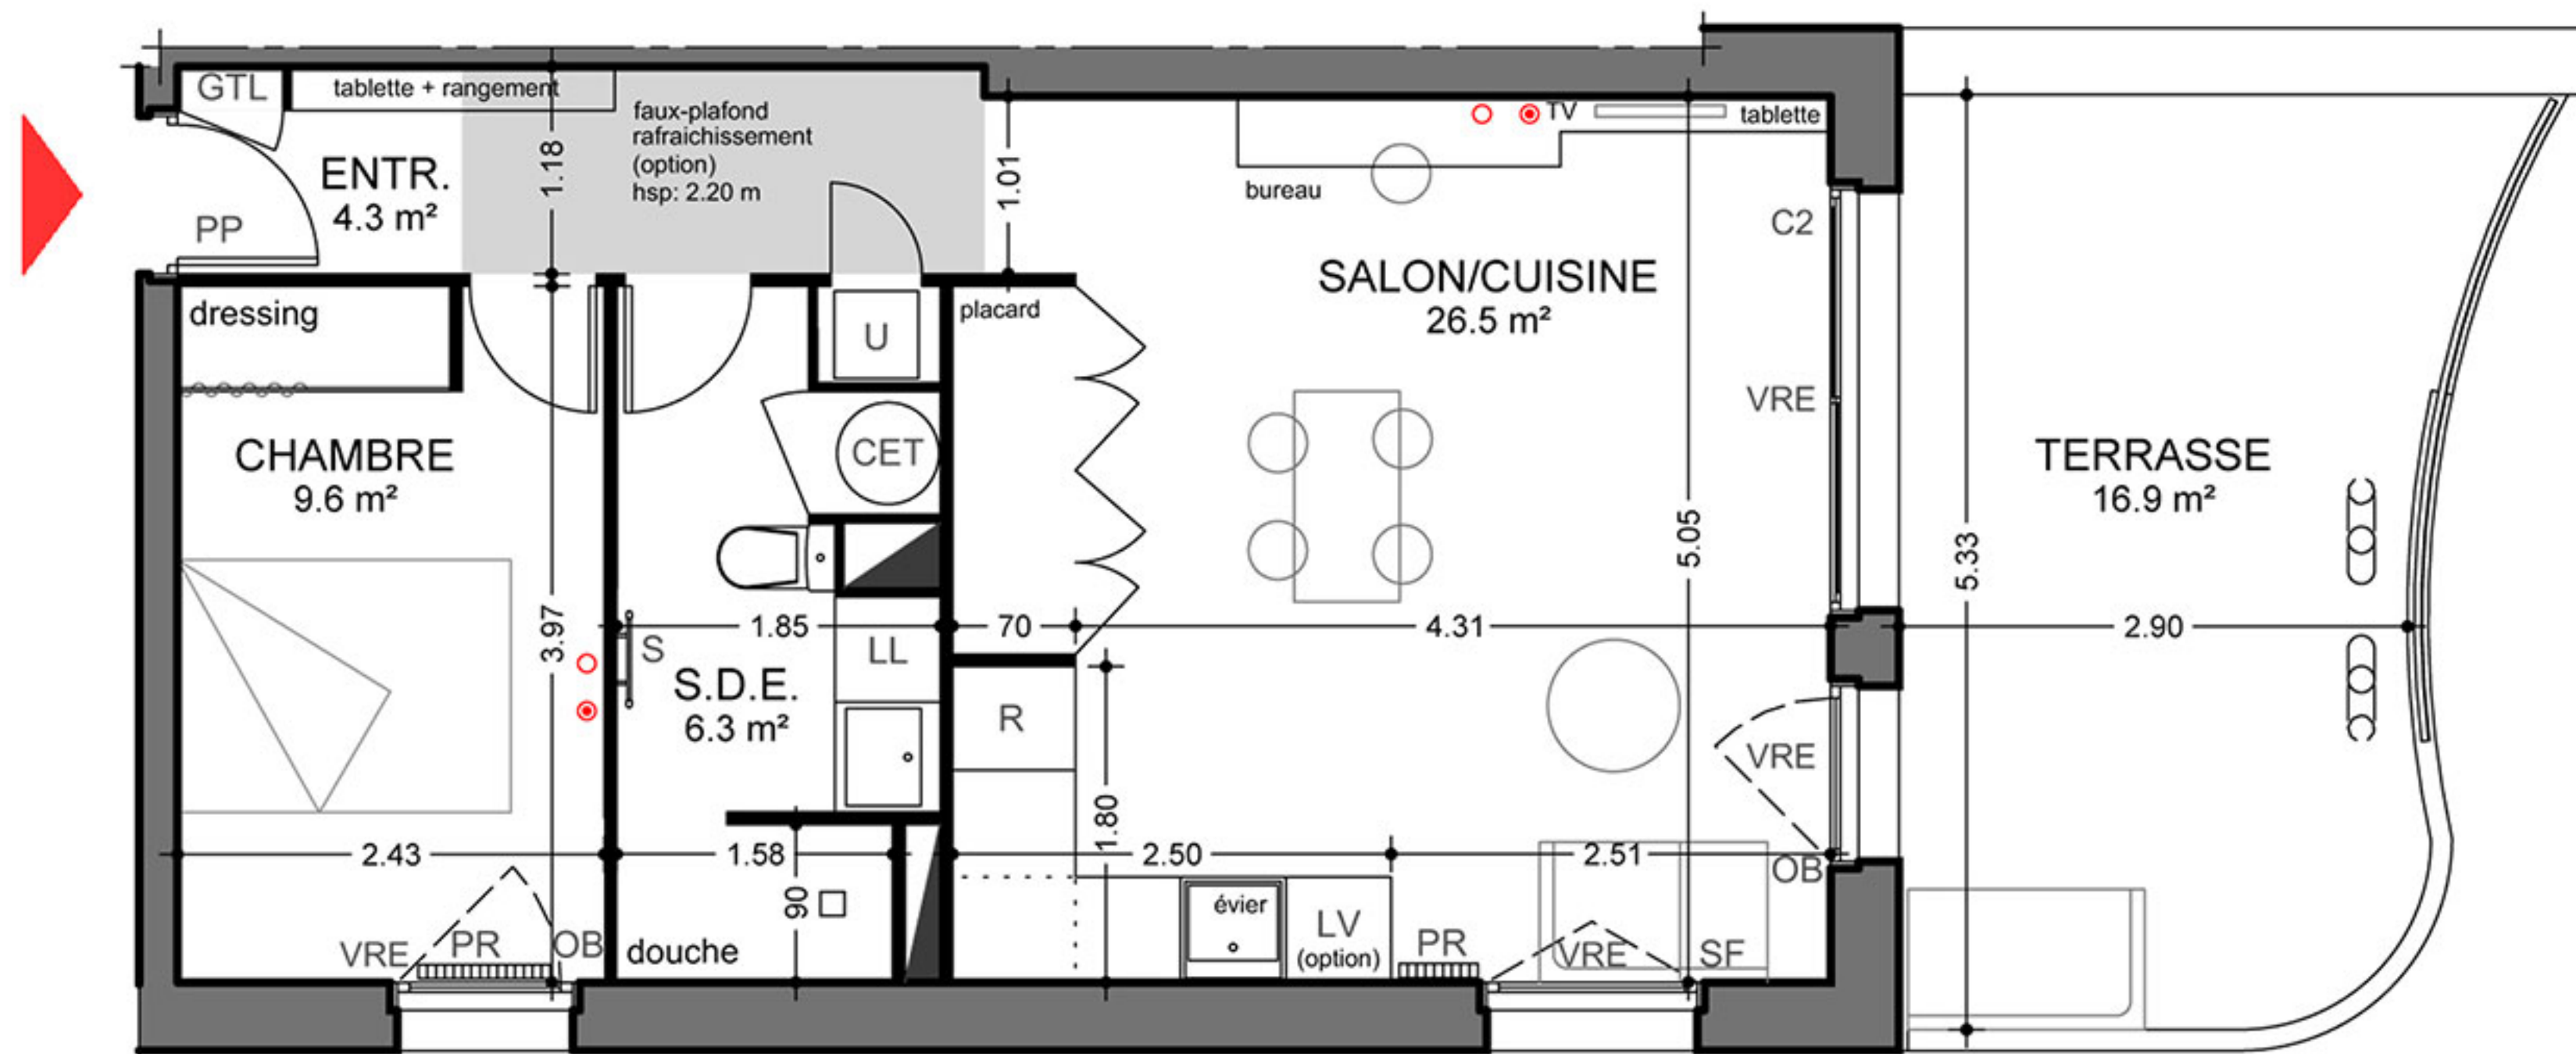 GTL
tablette + rangement
faux-plafond
rafraichissement
(option)
hsp: 2.20 m
1.18
1.01
TV
tablette
bureau
ENTR.
4.3 m²
PP
C2
SALON/CUISINE
26.5 m²
dressing
placard
U
VRE
CHAMBRE
9.6 m²
CET
TERRASSE
16.9 m²
5.05
5.33
3.97
1.85
70
4.31
2.90
S
LL
S.D.E.
6.3 m²
R
VRE
1.80
2.43
1.58
2.50
2.51
OB
90
évier
LV
(option)
PR
VRE
SF
VRE
PR
OB
douche